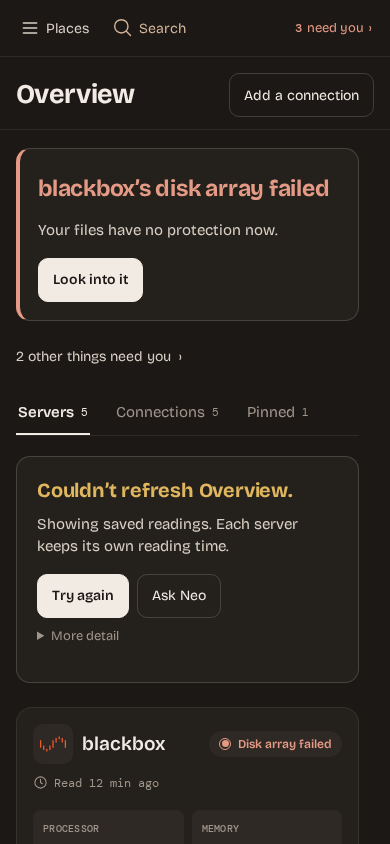 Places
Search
3 need you ›
Overview
Add a connection
blackbox’s disk array failed
Your files have no protection now.
Look into it
2 other things need you ›
Servers 5
Connections 5
Pinned 1
Couldn’t refresh Overview.
Showing saved readings. Each server
keeps its own reading time.
Try again
Ask Neo
More detail
blackbox
Disk array failed
Read 12 min ago
PROCESSOR
MEMORY